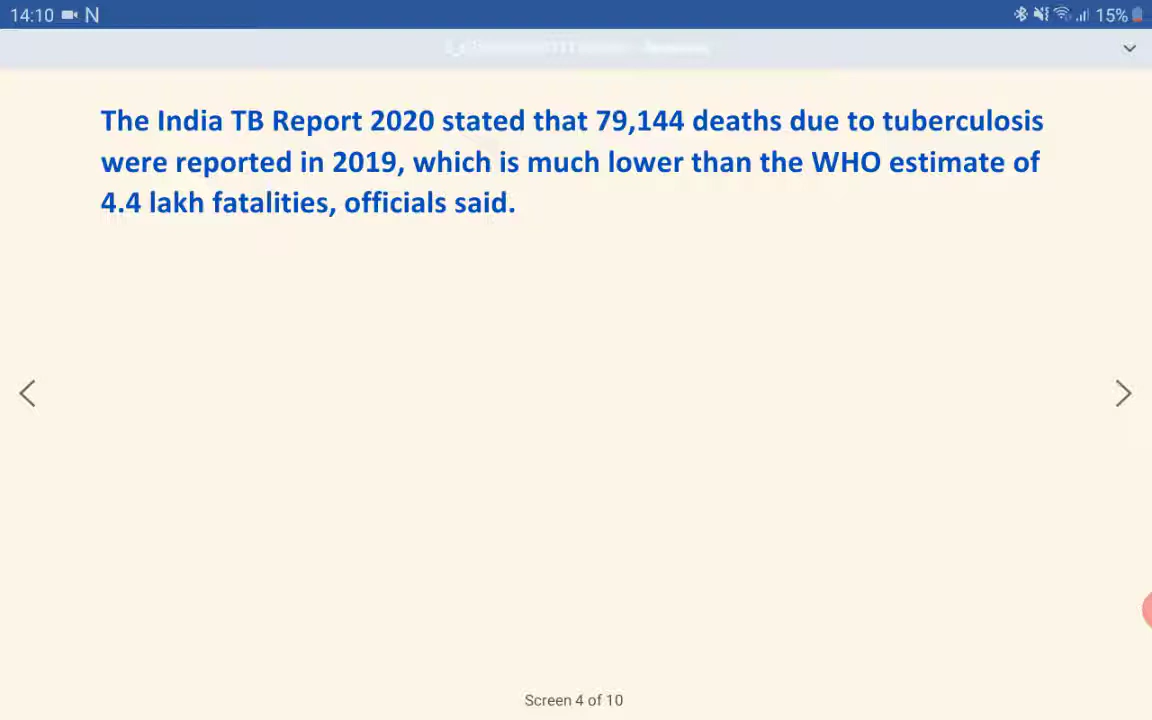 14:10 N 15%
The India TB Report 2020 stated that 79,144 deaths due to tuberculosis
were reported in 2019, which is much lower than the WHO estimate of
4.4 lakh fatalities, officials said.
Screen 4 of 10